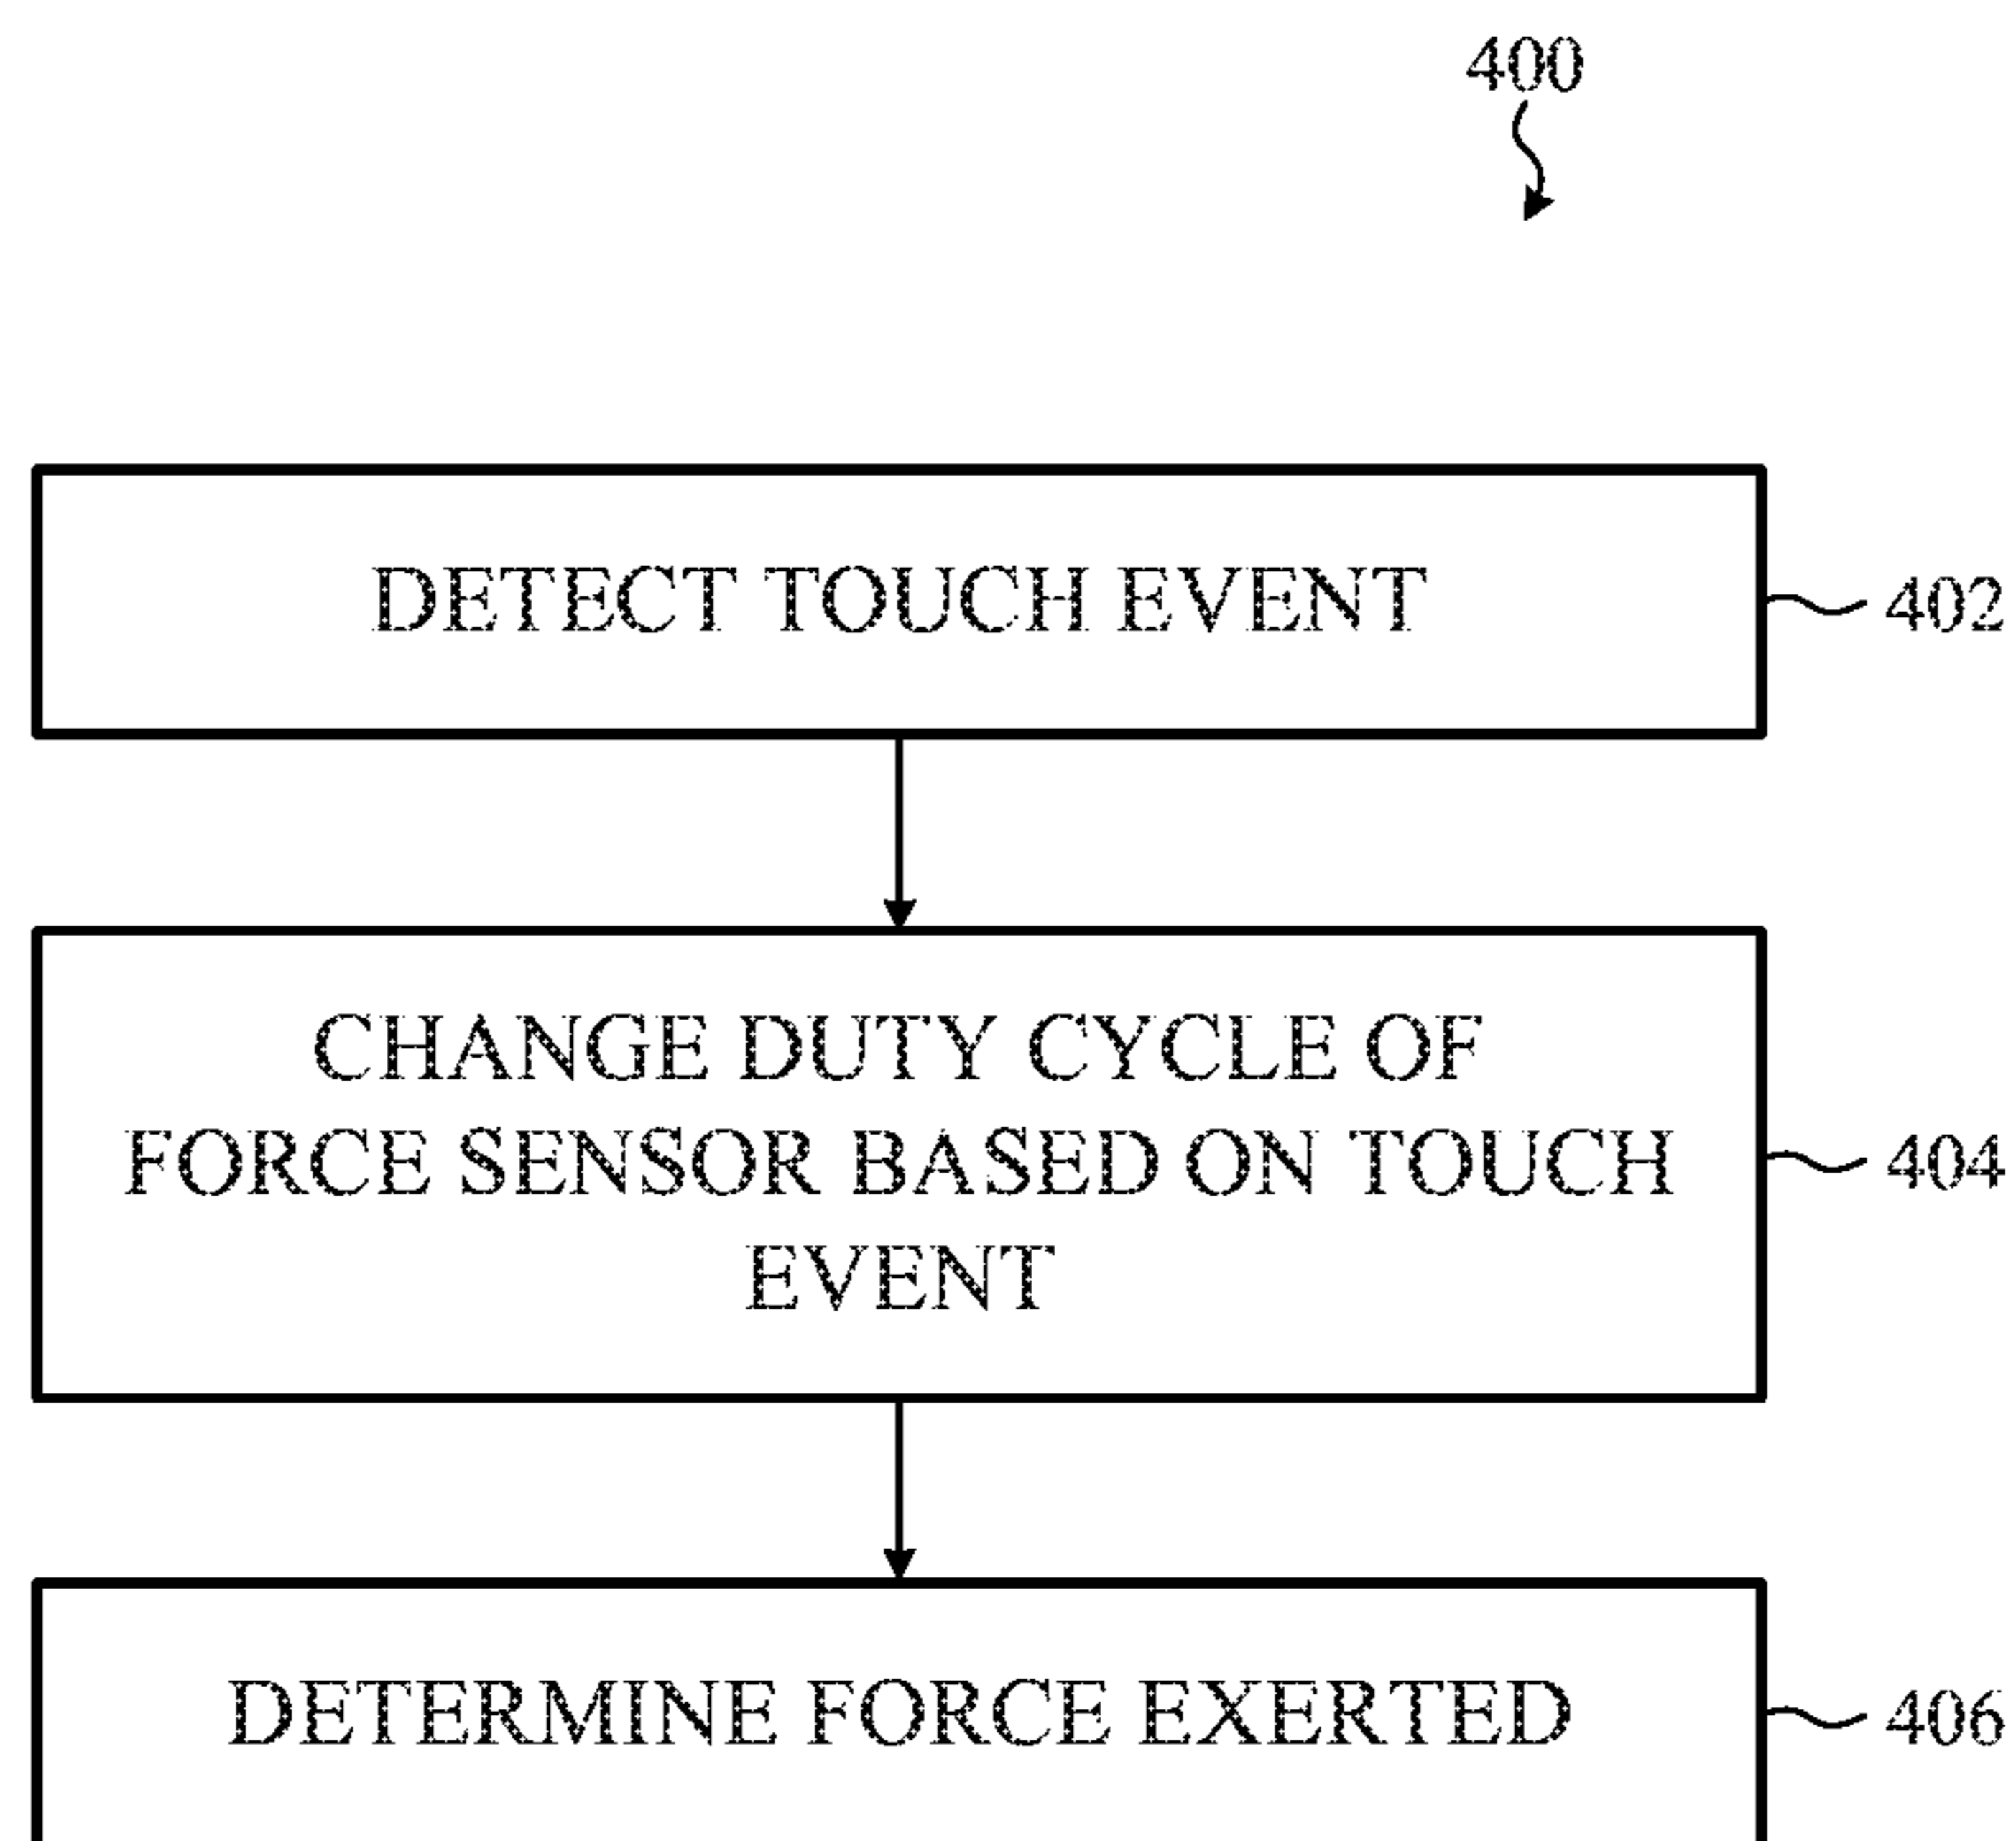 400
DETECT TOUCH EVENT
402
CHANGE DUTY CYCLE OF
FORCE SENSOR BASED ON TOUCH
EVENT
404
DETERMINE FORCE EXERTED
406